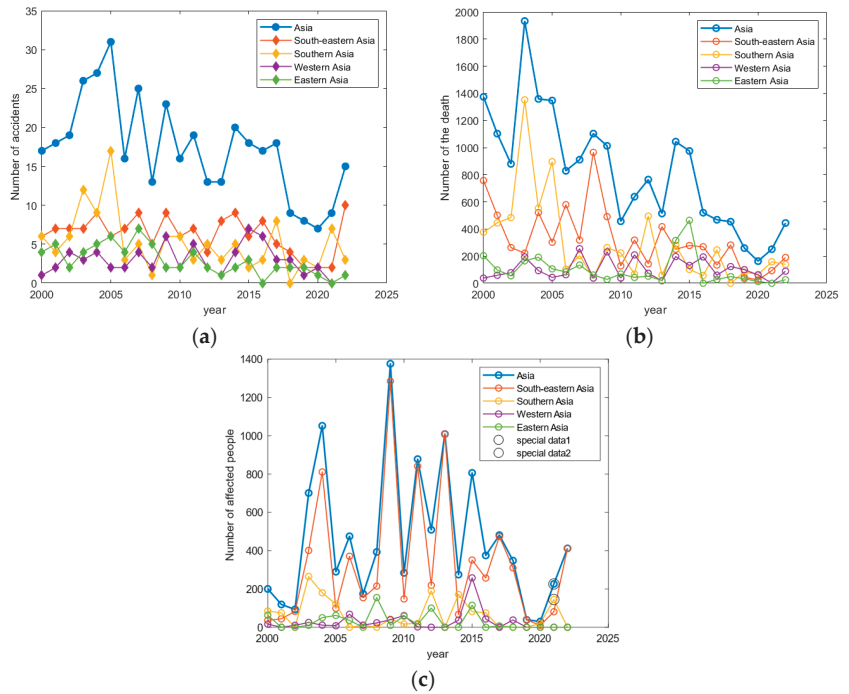 35
30
25
20
15
10
5
0
Number of accidents
2000 2005 2010 2015 2020 2025
year
Asia
South-eastern Asia
Southern Asia
Western Asia
Eastern Asia
(a)
2000
1800
1600
1400
1200
1000
800
600
400
200
0
Number of the death
2000 2005 2010 2015 2020 2025
year
Asia
South-eastern Asia
Southern Asia
Western Asia
Eastern Asia
(b)
1400
1200
1000
800
600
400
200
0
Number of affected people
2000 2005 2010 2015 2020 2025
year
Asia
South-eastern Asia
Southern Asia
Western Asia
Eastern Asia
special data1
special data2
(c)